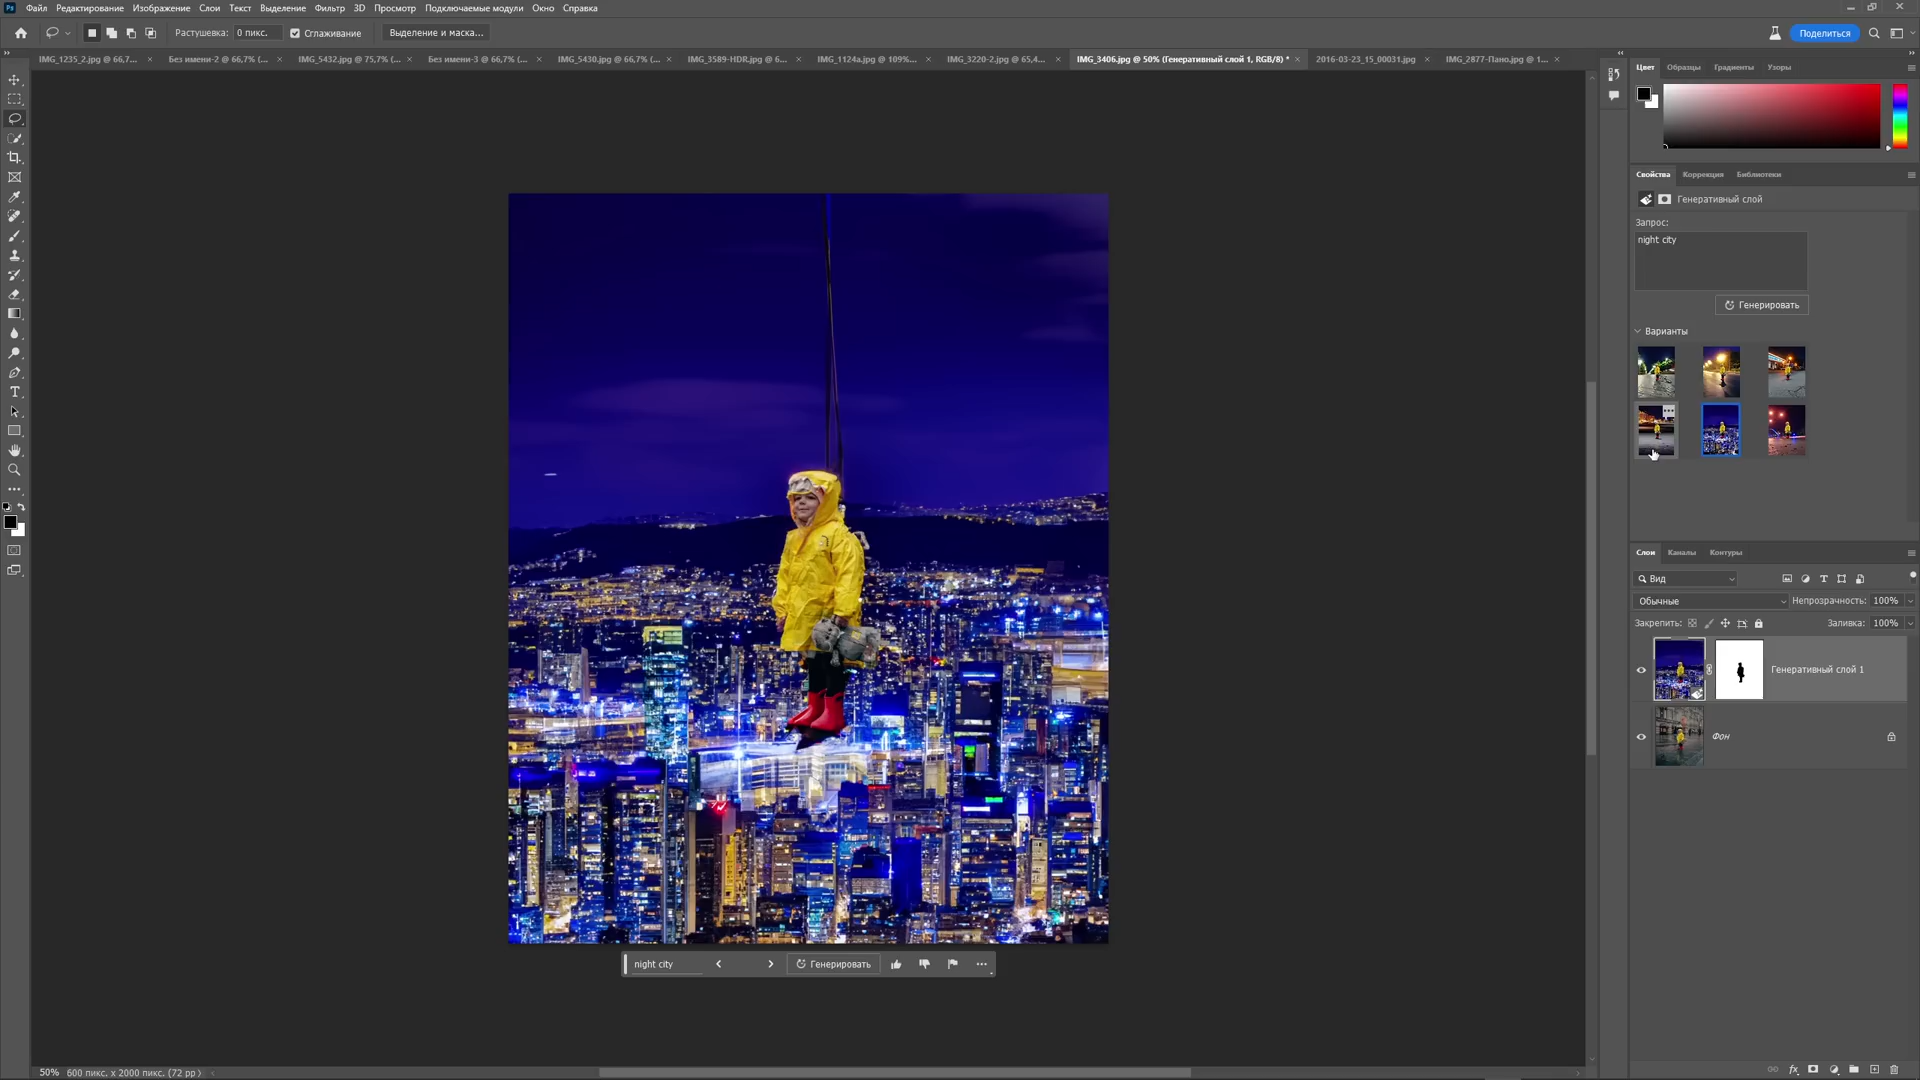 Ps Файл Редактирование Изображение Слои Текст Выделение Фильтр 3D Просмотр Подключаемые модули Окно Справка
Растушевка: 0 пикс. Сглаживание Выделение и маска... Поделиться
IMG_1235_2.jpg @ 66,7... × Без имени-2 @ 66,7% (... × IMG_5432.jpg @ 75,7% (... × Без имени-3 @ 66,7% (... × IMG_5430.jpg @ 66,7% (... × IMG_3589-HDR.jpg @ 6... × IMG_1124a.jpg @ 109%... × IMG_3220-2.jpg @ 65,4... × IMG_3406.jpg @ 50% (Генеративный слой 1, RGB/8) * × 2016-03-23_15_00031.jpg × IMG_2877-Пано.jpg @ 1... ×
Цвет Образцы Градиенты Узоры
Свойства Коррекция Библиотеки
Генеративный слой
Запрос:
night city
Генерировать
Варианты
Слои Каналы Контуры
Вид
Обычные Непрозрачность: 100%
Закрепить: Заливка: 100%
Генеративный слой 1
Фон
night city Генерировать
50% 600 пикс. x 2000 пикс. (72 pp)